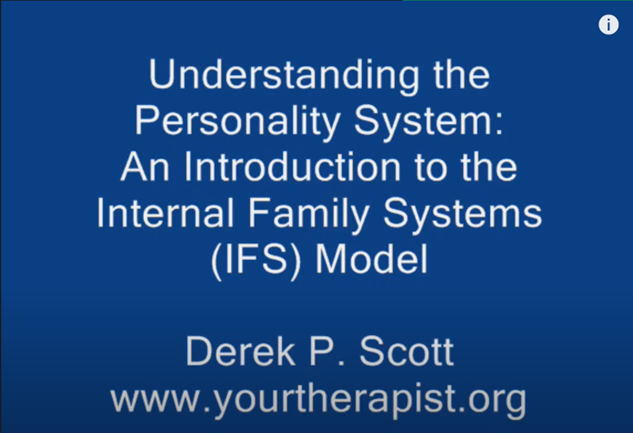 Understanding the
Personality System:
An Introduction to the
Internal Family Systems
(IFS) Model
Derek P. Scott
www.yourtherapist.org